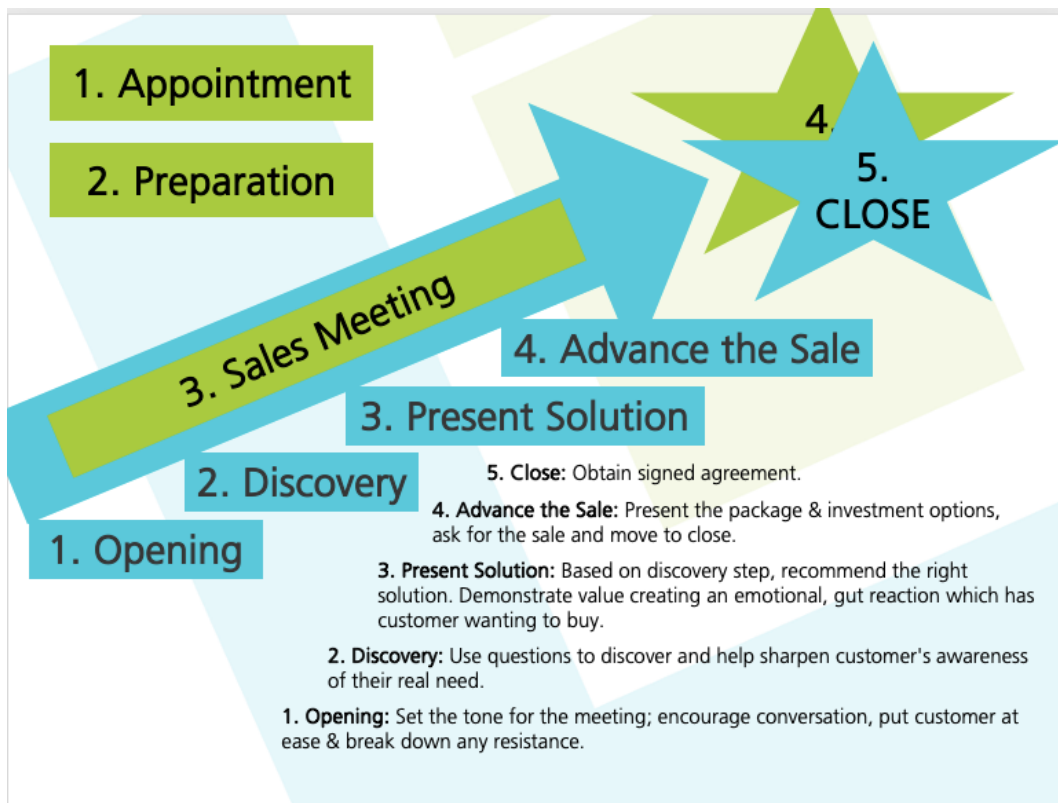 1. Appointment
2. Preparation
3. Sales Meeting
4.
5.
CLOSE
4. Advance the Sale
3. Present Solution
2. Discovery
1. Opening
5. Close: Obtain signed agreement.
4. Advance the Sale: Present the package & investment options,
ask for the sale and move to close.
3. Present Solution: Based on discovery step, recommend the right
solution. Demonstrate value creating an emotional, gut reaction which has
customer wanting to buy.
2. Discovery: Use questions to discover and help sharpen customer's awareness
of their real need.
1. Opening: Set the tone for the meeting; encourage conversation, put customer at
ease & break down any resistance.